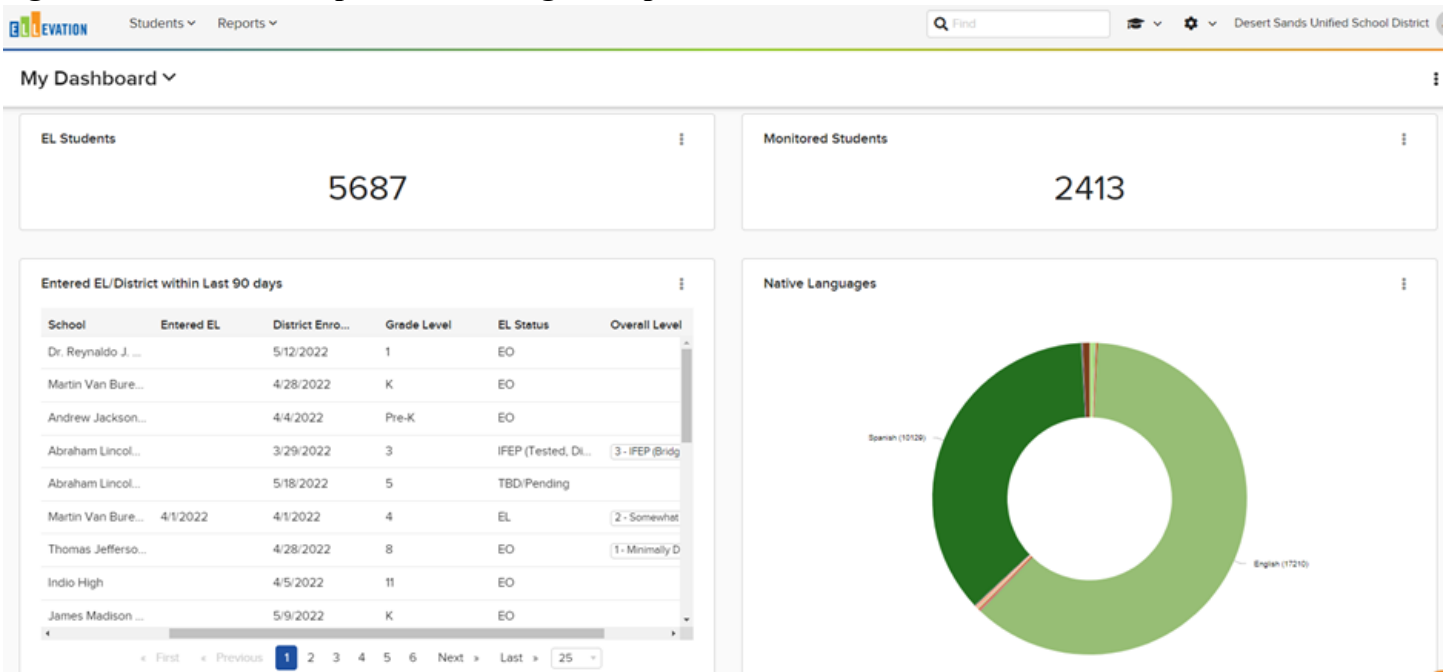 ELLEVATION Students Reports Find Desert Sands Unified School District
My Dashboard
EL Students
5687
Monitored Students
2413
Entered EL/District within Last 90 days
School Entered EL District Enro... Grade Level EL Status Overall Level
Dr. Reynaldo J. ... 5/12/2022 1 EO
Martin Van Bure... 4/28/2022 K EO
Andrew Jackson... 4/4/2022 Pre-K EO
Abraham Lincol... 3/29/2022 3 IFEP (Tested, Di... 3 - IFEP (Bridg
Abraham Lincol... 5/18/2022 5 TBD/Pending
Martin Van Bure... 4/1/2022 4/1/2022 4 EL 2 - Somewhat
Thomas Jefferso... 4/28/2022 8 EO 1 - Minimally D
Indio High 4/5/2022 11 EO
James Madison ... 5/9/2022 K EO
« First « Previous 1 2 3 4 5 6 Next » Last » 25
Native Languages
Spanish (10129)
English (17210)